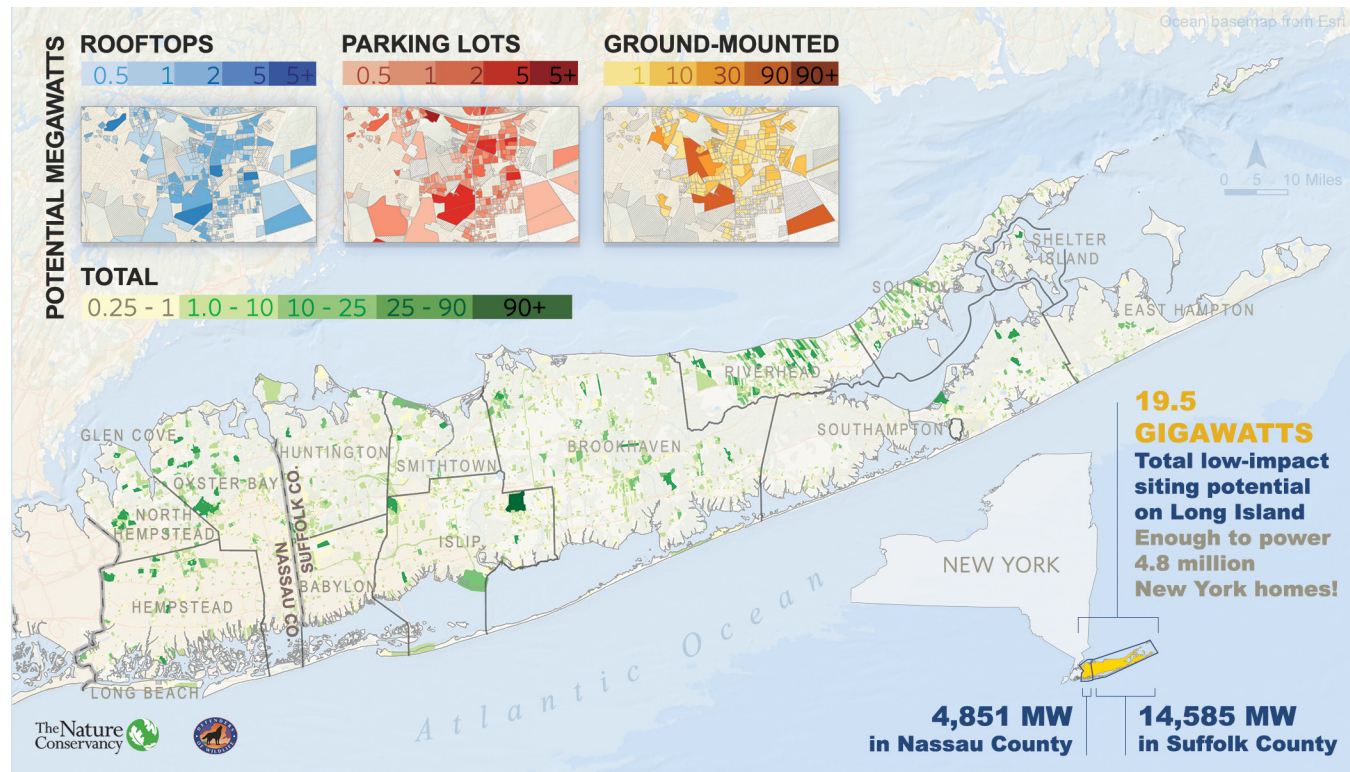 Ocean basemap from Esri
POTENTIAL MEGAWATTS
ROOFTOPS
0.5 1 2 5 5+
PARKING LOTS
0.5 1 2 5 5+
GROUND-MOUNTED
1 10 30 90 90+
TOTAL
0.25 - 1 1.0 - 10 10 - 25 25 - 90 90+
0 5 10 Miles
SHELTER
ISLAND
SOUTHOLD
EAST HAMPTON
RIVERHEAD
SOUTHAMPTON
BROOKHAVEN
GLEN COVE
HUNTINGTON
SMITHTOWN
OYSTER BAY
NORTH
HEMPSTEAD
ISLIP
BABYLON
HEMPSTEAD
LONG BEACH
NASSAU CO.
SUFFOLK CO.
Atlantic Ocean
19.5
GIGAWATTS
Total low-impact
siting potential
on Long Island
Enough to power
4.8 million
New York homes!
NEW YORK
4,851 MW
in Nassau County
14,585 MW
in Suffolk County
The Nature
Conservancy
DEFENDERS
OF WILDLIFE